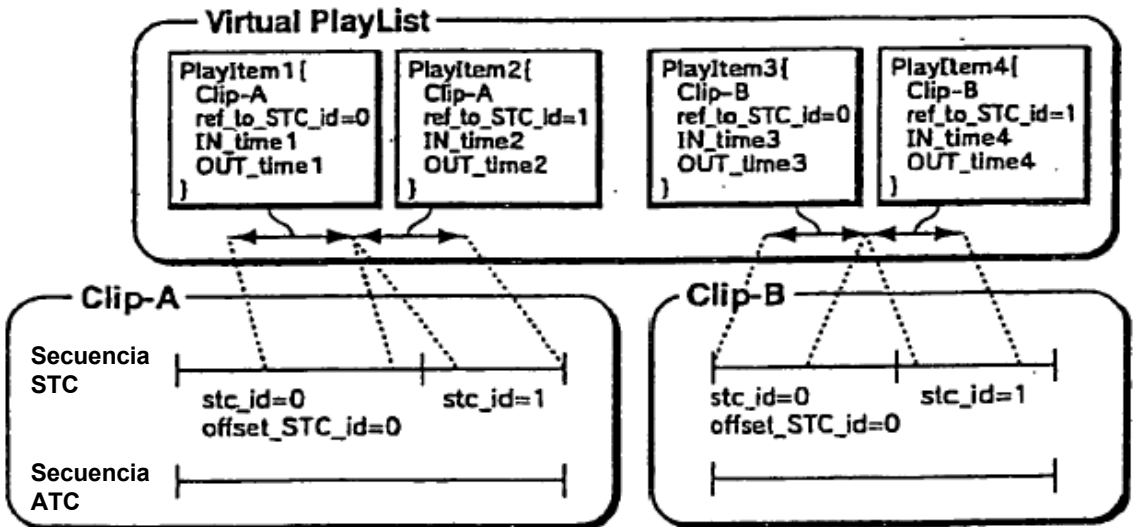 Virtual PlayList
PlayItem1{
Clip-A
ref_to_STC_id=0
IN_time1
OUT_time1
}
PlayItem2{
Clip-A
ref_to_STC_id=1
IN_time2
OUT_time2
}
PlayItem3{
Clip-B
ref_to_STC_id=0
IN_time3
OUT_time3
}
PlayItem4{
Clip-B
ref_to_STC_id=1
IN_time4
OUT_time4
}
Clip-A
Secuencia
STC
stc_id=0
offset_STC_id=0
stc_id=1
Secuencia
ATC
Clip-B
stc_id=0
offset_STC_id=0
stc_id=1